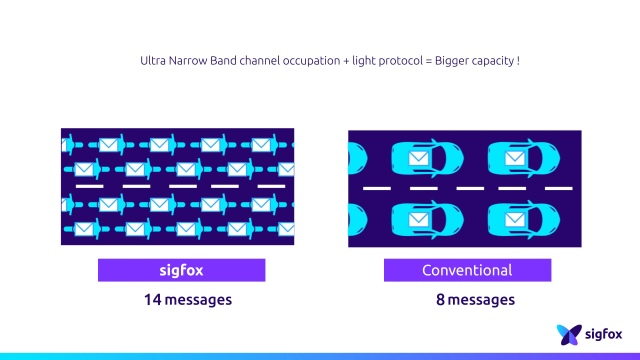 Ultra Narrow Band channel occupation + light protocol = Bigger capacity !
sigfox
Conventional
14 messages
8 messages
sigfox